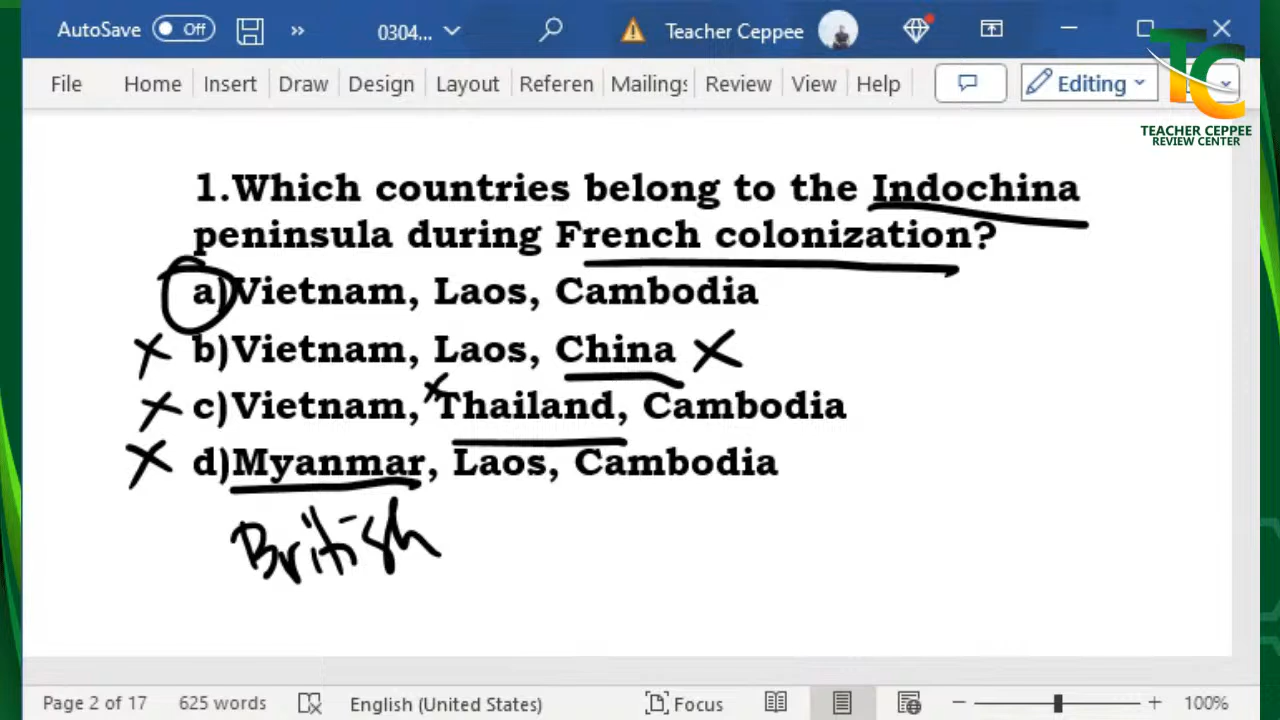 AutoSave Off » 0304... Teacher Ceppee
File Home Insert Draw Design Layout Referen Mailings Review View Help Editing
TC
TEACHER CEPPEE
REVIEW CENTER
1.Which countries belong to the Indochina
peninsula during French colonization?
a)Vietnam, Laos, Cambodia
b)Vietnam, Laos, China
c)Vietnam, Thailand, Cambodia
d)Myanmar, Laos, Cambodia
British
Page 2 of 17 625 words English (United States) Focus 100%